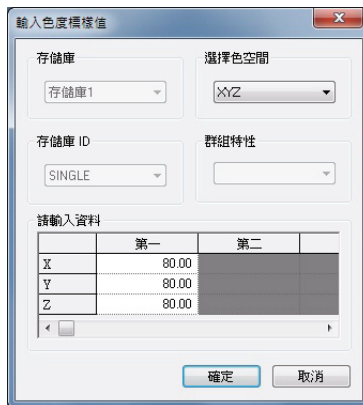 輸入色度標樣值
存儲庫
選擇色空間
存儲庫1
XYZ
存儲庫 ID
群組特性
SINGLE
請輸入資料
第一 第二
X 80.00
Y 80.00
Z 80.00
確定 取消